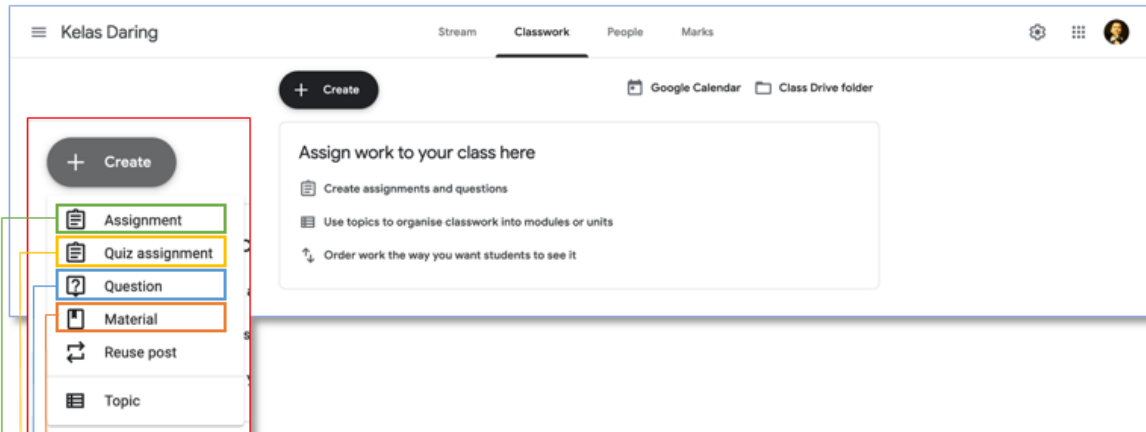 Kelas Daring
Stream Classwork People Marks
+ Create
Google Calendar Class Drive folder
Assign work to your class here
Create assignments and questions
Use topics to organise classwork into modules or units
Order work the way you want students to see it
+ Create
Assignment
Quiz assignment
Question
Material
Reuse post
Topic